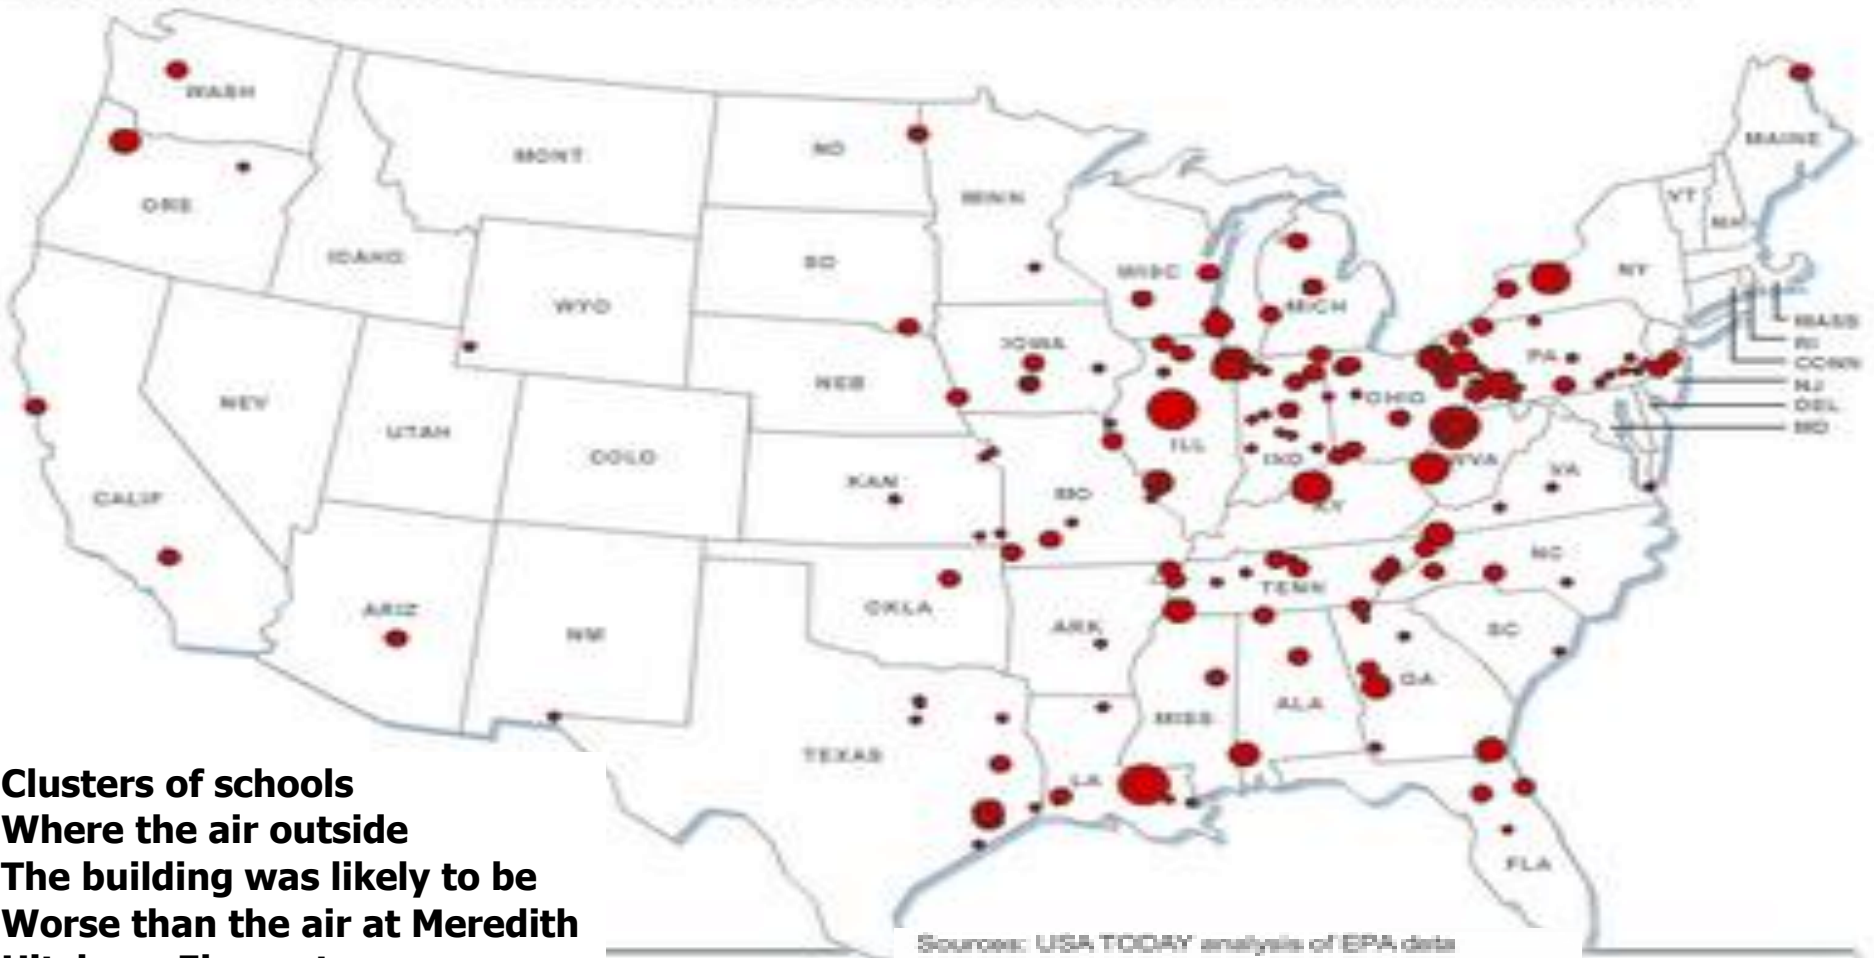 WASH
MAINE
MONT
ND
MINN
VT
NH
ORE
IDAHO
SD
WISC
NY
WYO
MICH
MASS
RI
CONN
NJ
DEL
MD
IOWA
PA
NEB
NEV
OHIO
UTAH
COLO
ILL
IND
WVA
VA
CALIF
KAN
MO
KY
NC
TENN
ARIZ
OKLA
NM
ARK
SC
GA
ALA
MISS
TEXAS
LA
FLA
Clusters of schools
Where the air outside
The building was likely to be
Worse than the air at Meredith
Sources: USA TODAY analysis of EPA data